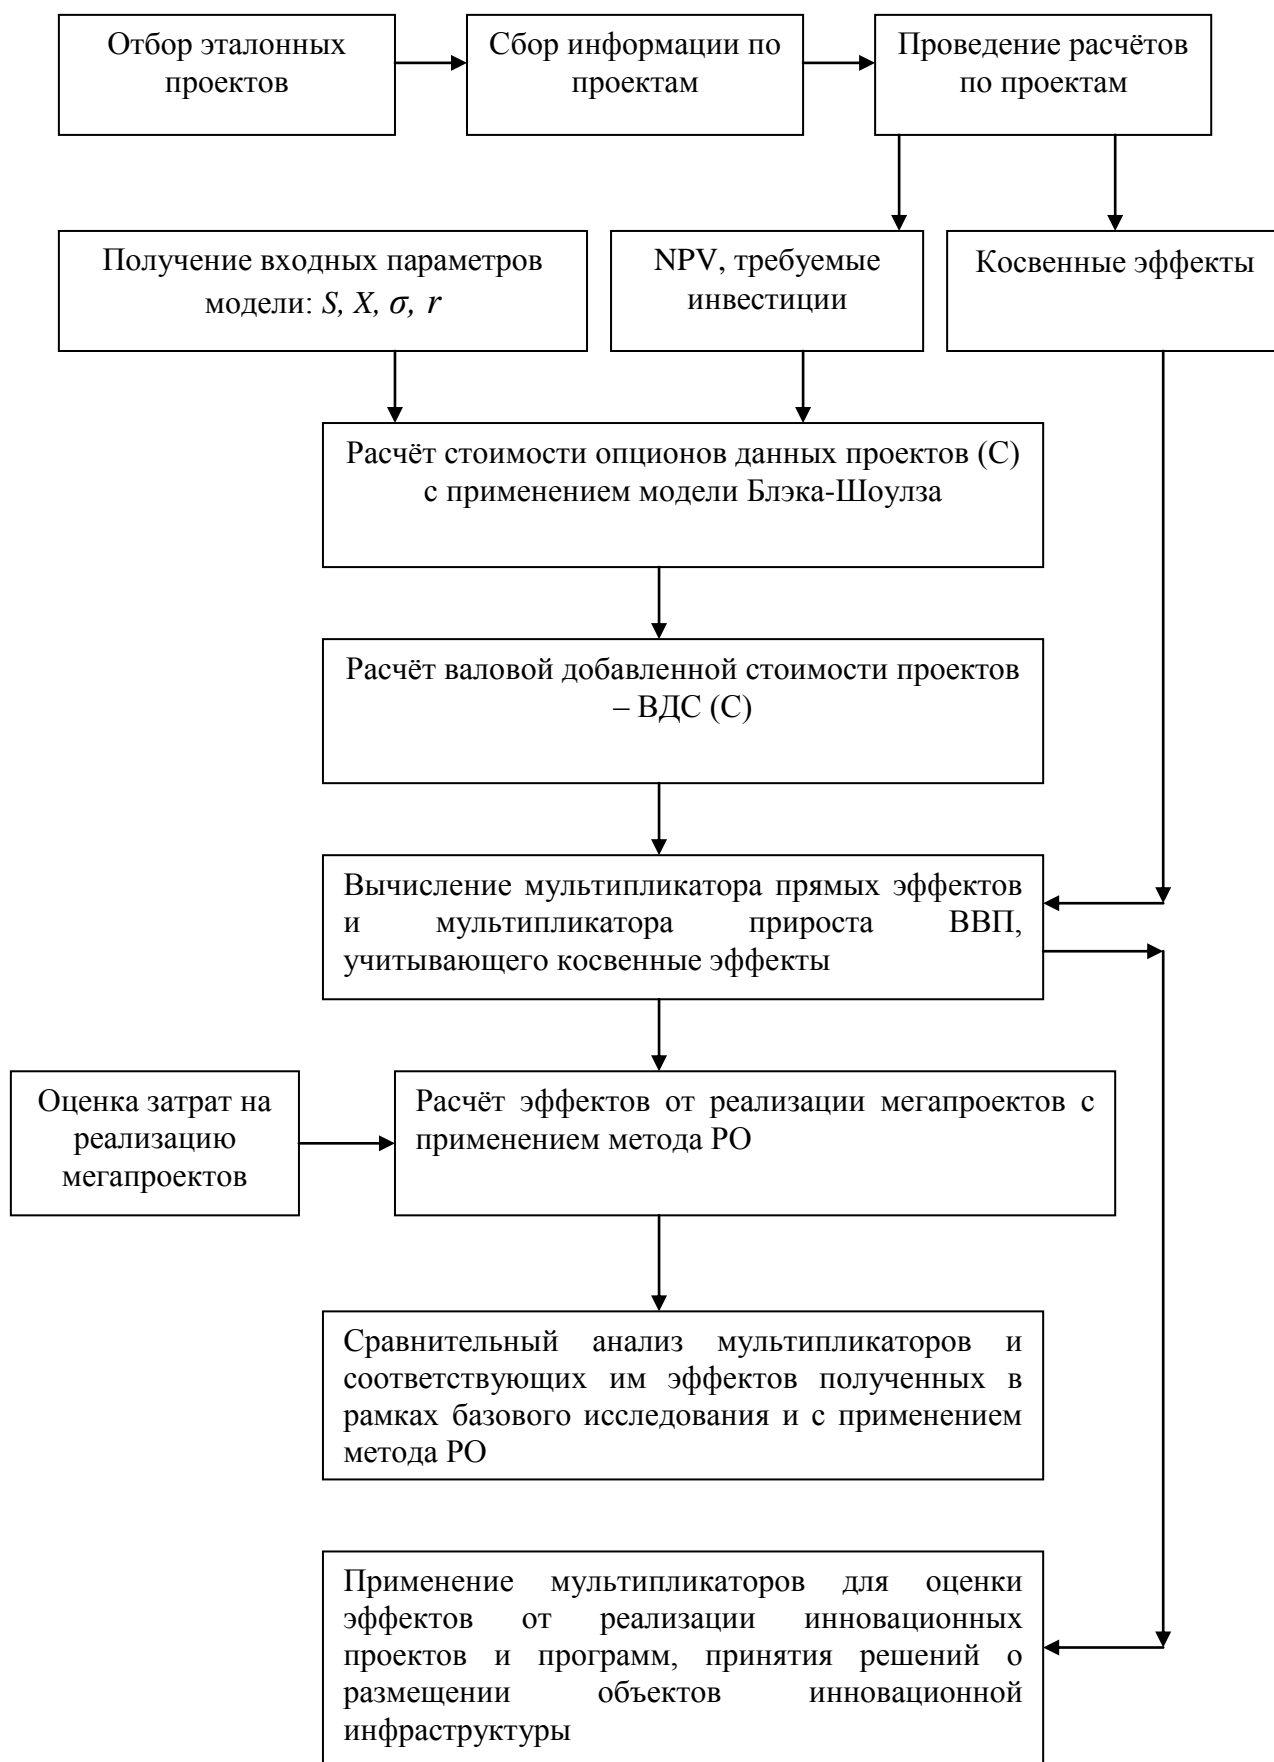 Отбор эталонных
проектов
Сбор информации по
проектам
Проведение расчётов
по проектам
Получение входных параметров
модели: S, X, σ, r
NPV, требуемые
инвестиции
Косвенные эффекты
Расчёт стоимости опционов данных проектов (С)
с применением модели Блэка-Шоулза
Расчёт валовой добавленной стоимости проектов
– ВДС (С)
Вычисление мультипликатора прямых эффектов
и мультипликатора прироста ВВП,
учитывающего косвенные эффекты
Оценка затрат на
реализацию
мегапроектов
Расчёт эффектов от реализации мегапроектов с
применением метода РО
Сравнительный анализ мультипликаторов и
соответствующих им эффектов полученных в
рамках базового исследования и с применением
метода РО
Применение мультипликаторов для оценки
эффектов от реализации инновационных
проектов и программ, принятия решений о
размещении объектов инновационной
инфраструктуры